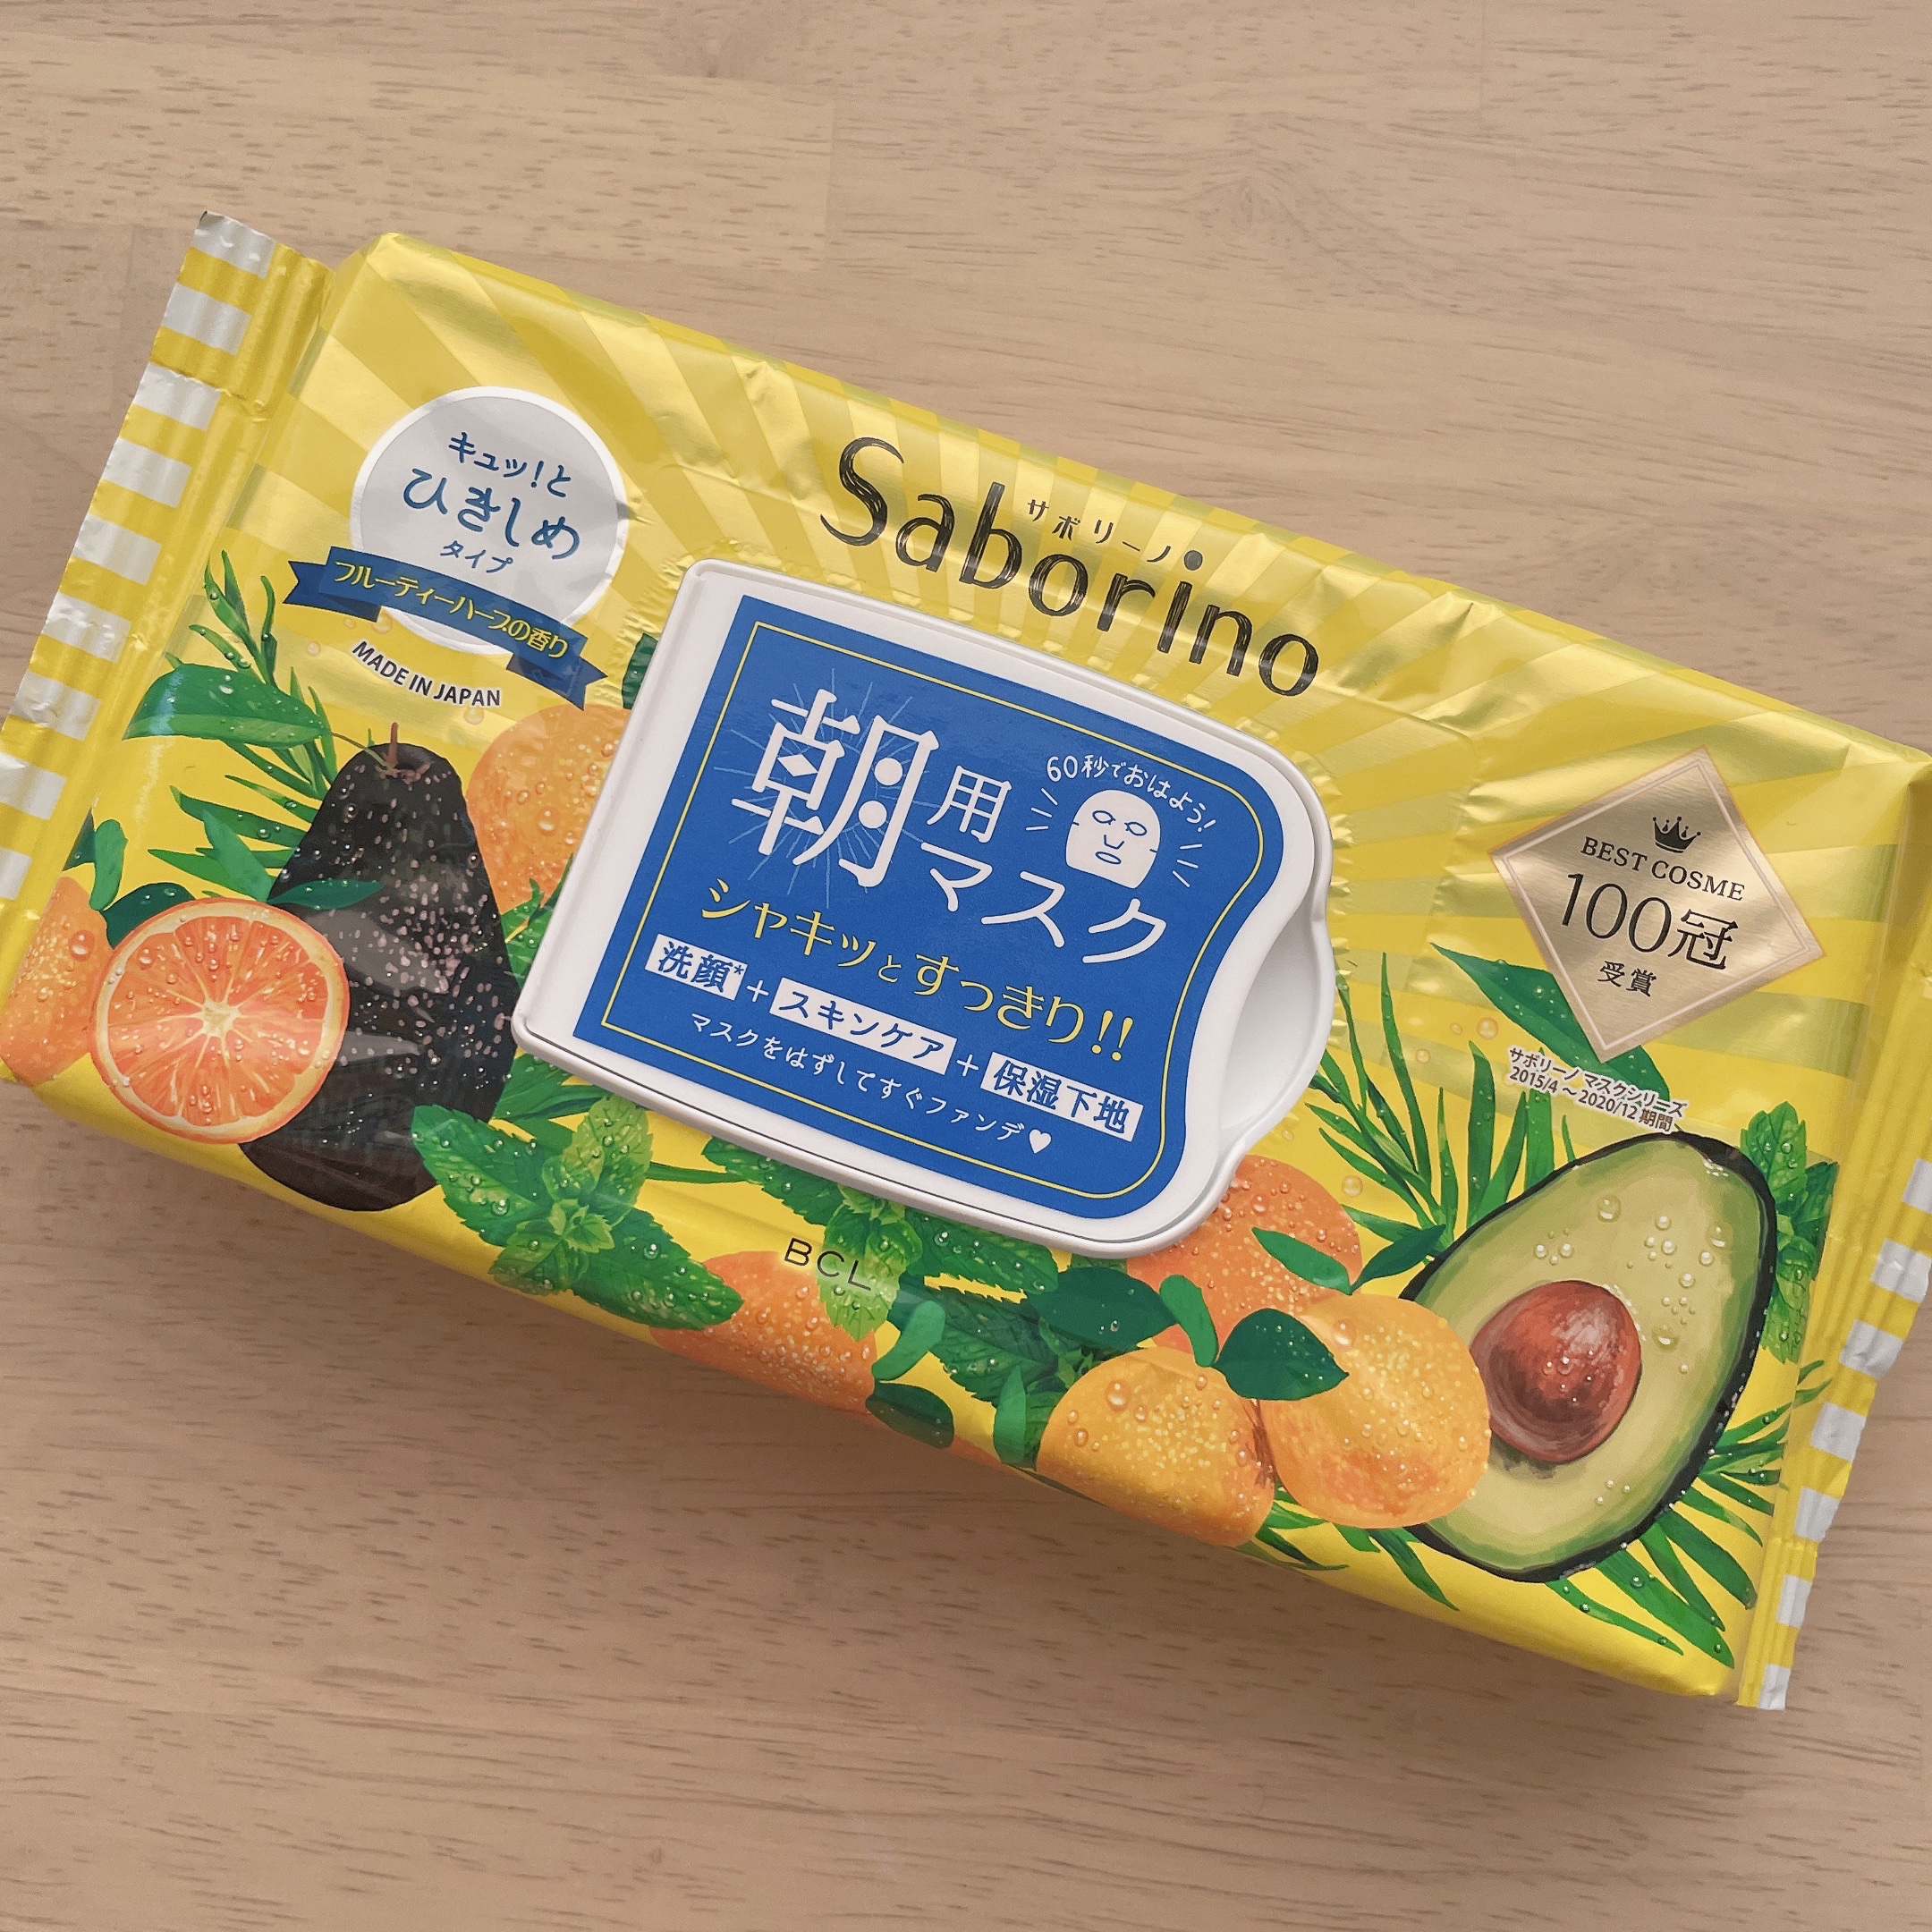 キュッ!と
ひきしめ
タイプ
フルーティーハーブの香り
MADE IN JAPAN
サボリーノ
Saborino
60秒でおはよう!
朝用マスク
シャキッとすっきり!!
洗顔*+スキンケア+保湿下地
マスクをはずしてすぐファンデ♥
BEST COSME
100冠
受賞
サボリーノ マスクシリーズ
2015/4～2020/12 期間
BCL